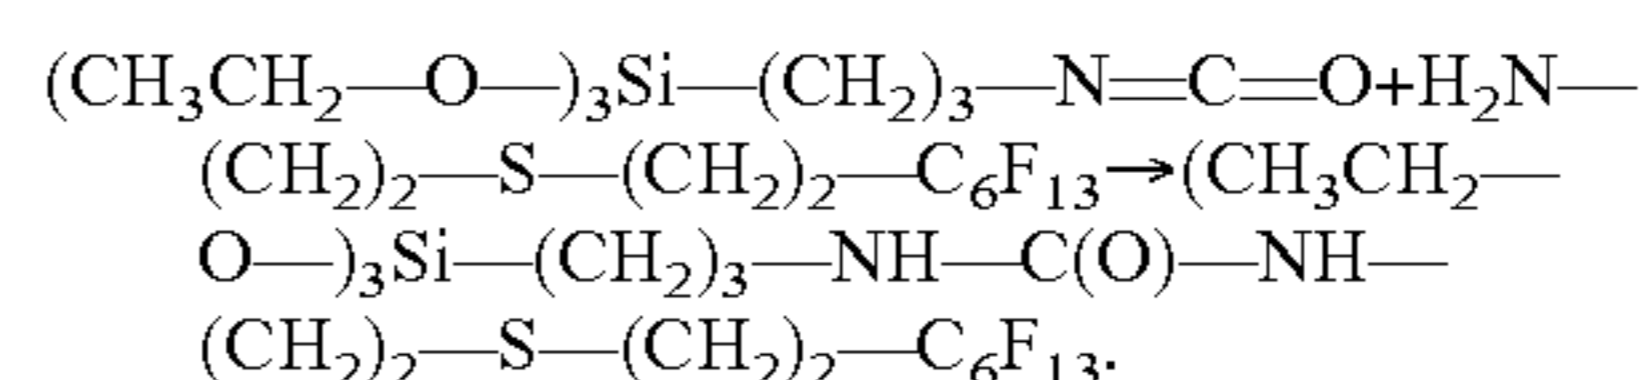 (CH₃CH₂—O—)₃Si—(CH₂)₃—N=C=O+H₂N—
(CH₂)₂—S—(CH₂)₂—C₆F₁₃→(CH₃CH₂—
O—)₃Si—(CH₂)₃—NH—C(O)—NH—
(CH₂)₂—S—(CH₂)₂—C₆F₁₃.